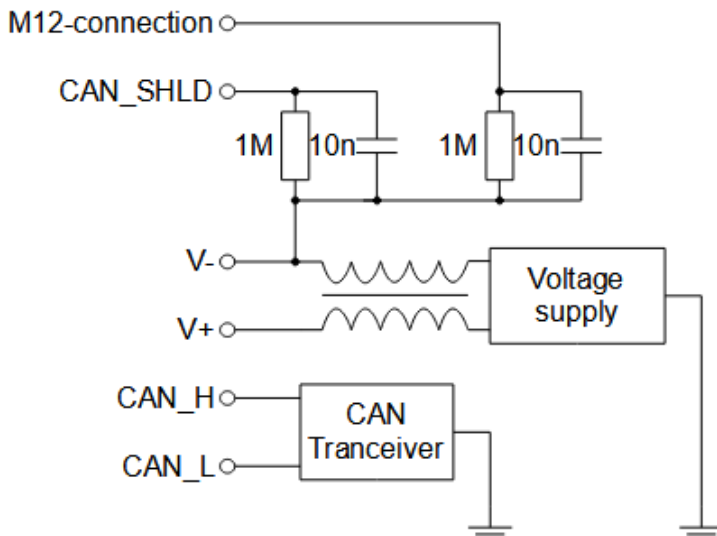 M12-connection
CAN_SHLD
1M 10n 1M 10n
V-
Voltage
supply
V+
CAN_H
CAN
Tranceiver
CAN_L